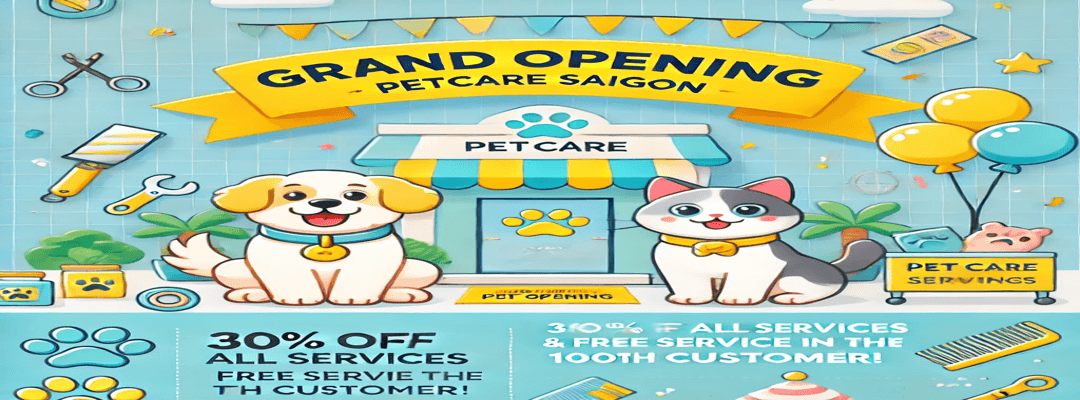 GRAND OPENING
PETCARE SAIGON
PETCARE
PET OPENING
PET CARE
SERVINGS
30% OFF
ALL SERVICES
FREE SERVIE THE
TH CUSTOMER!
ALL SERVICES
& FREE SERVICE IN THE
100TH CUSTOMER!